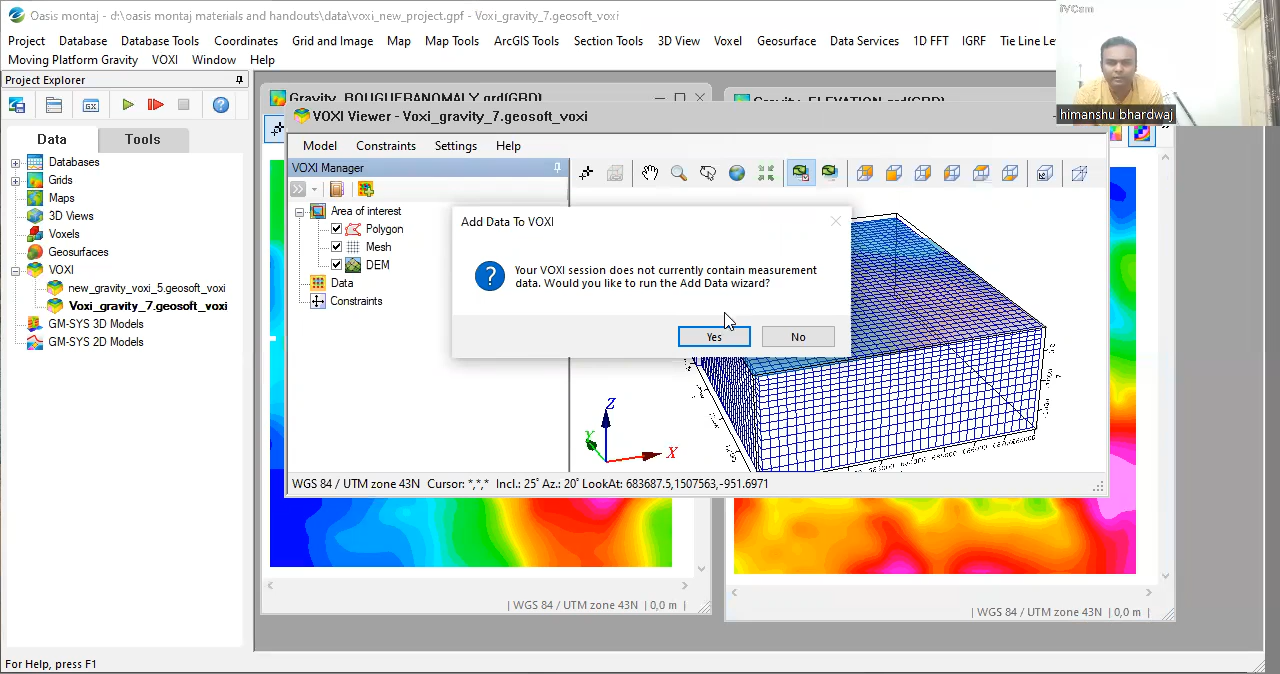 Oasis montaj - d:\oasis montaj materials and handouts\data\voxi_new_project.gpf - Voxi_gravity_7.geosoft_voxi
iVCam
Project Database Database Tools Coordinates Grid and Image Map Map Tools ArcGIS Tools Section Tools 3D View Voxel Geosurface Data Services 1D FFT IGRF Tie Line Le
Moving Platform Gravity VOXI Window Help
Project Explorer
GX
Data Tools
Databases
Grids
Maps
3D Views
Voxels
Geosurfaces
VOXI
new_gravity_voxi_5.geosoft_voxi
Voxi_gravity_7.geosoft_voxi
GM-SYS 3D Models
GM-SYS 2D Models
himanshu bhardwaj
VOXI Viewer - Voxi_gravity_7.geosoft_voxi
Model Constraints Settings Help
VOXI Manager
Area of interest
Polygon
Mesh
DEM
Data
Constraints
Add Data To VOXI
Your VOXI session does not currently contain measurement
data. Would you like to run the Add Data wizard?
Yes No
Z
Y
X
WGS 84 / UTM zone 43N Cursor: *,*,* Incl.: 25° Az.: 20° LookAt: 683687.5,1507563,-951.6971
WGS 84 / UTM zone 43N | 0,0 m |
WGS 84 / UTM zone 43N | 0,0 m |
For Help, press F1